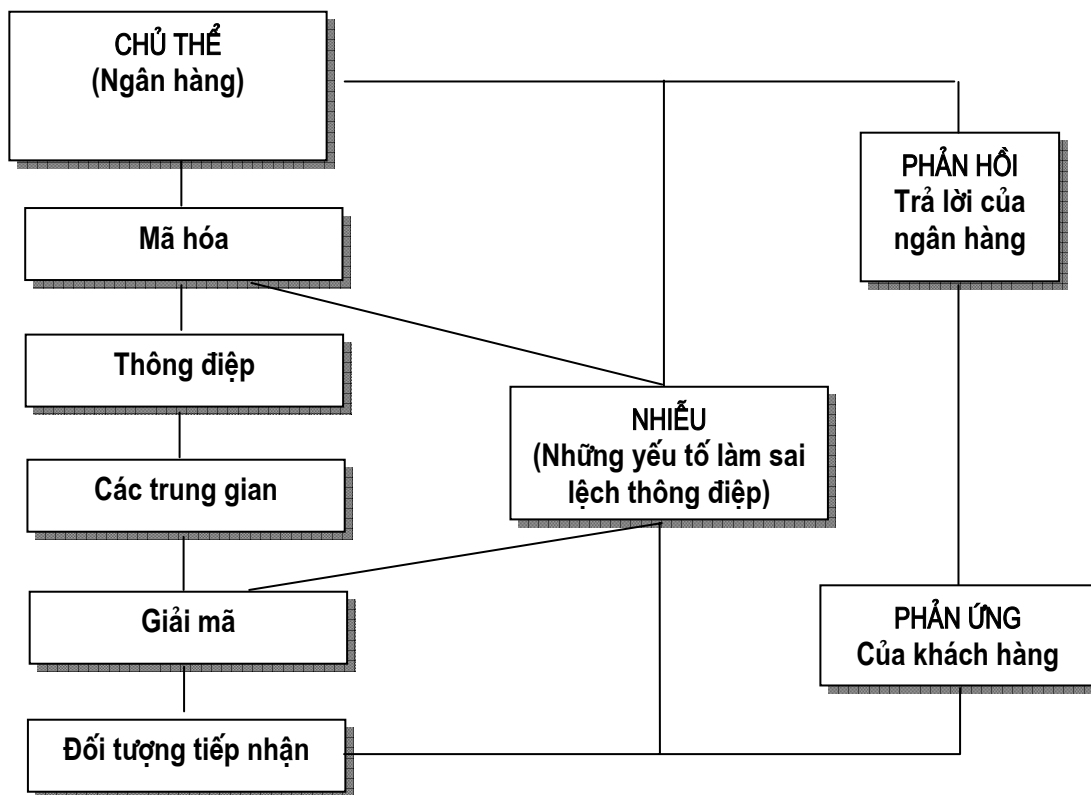 CHỦ THỂ
(Ngân hàng)
Mã hóa
Thông điệp
Các trung gian
Giải mã
Đối tượng tiếp nhận
NHIỄU
(Những yếu tố làm sai
lệch thông điệp)
PHẢN HỒI
Trả lời của
ngân hàng
PHẢN ỨNG
Của khách hàng